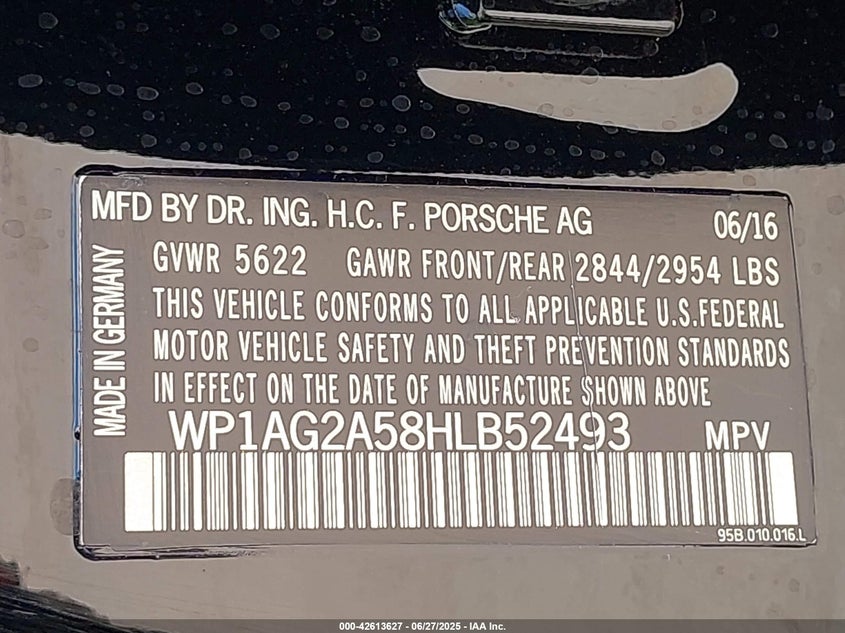 MFD BY DR. ING. H.C. F. PORSCHE AG 06/16
MADE IN GERMANY
GVWR 5622 GAWR FRONT/REAR 2844/2954 LBS
THIS VEHICLE CONFORMS TO ALL APPLICABLE U.S.FEDERAL
MOTOR VEHICLE SAFETY AND THEFT PREVENTION STANDARDS
IN EFFECT ON THE DATE OF MANUFACTURE SHOWN ABOVE
WP1AG2A58HLB52493 MPV
95B.010.016.L
000-42613627 - 06/27/2025 - IAA Inc.